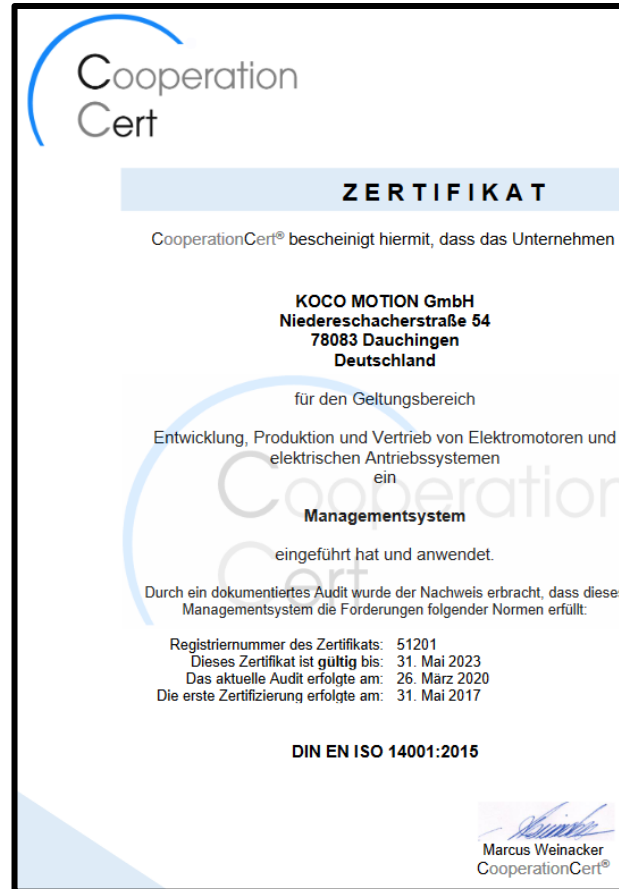 Cooperation
Cert
ZERTIFIKAT
CooperationCert® bescheinigt hiermit, dass das Unternehmen
KOCO MOTION GmbH
Niedereschacherstraße 54
78083 Dauchingen
Deutschland
für den Geltungsbereich
Entwicklung, Produktion und Vertrieb von Elektromotoren und
elektrischen Antriebssystemen
ein
Managementsystem
eingeführt hat und anwendet.
Durch ein dokumentiertes Audit wurde der Nachweis erbracht, dass dieses
Managementsystem die Forderungen folgender Normen erfüllt:
Registriernummer des Zertifikats: 51201
Dieses Zertifikat ist gültig bis: 31. Mai 2023
Das aktuelle Audit erfolgte am: 26. März 2020
Die erste Zertifizierung erfolgte am: 31. Mai 2017
DIN EN ISO 14001:2015
Marcus Weinacker
CooperationCert®
Cooperation
Cert